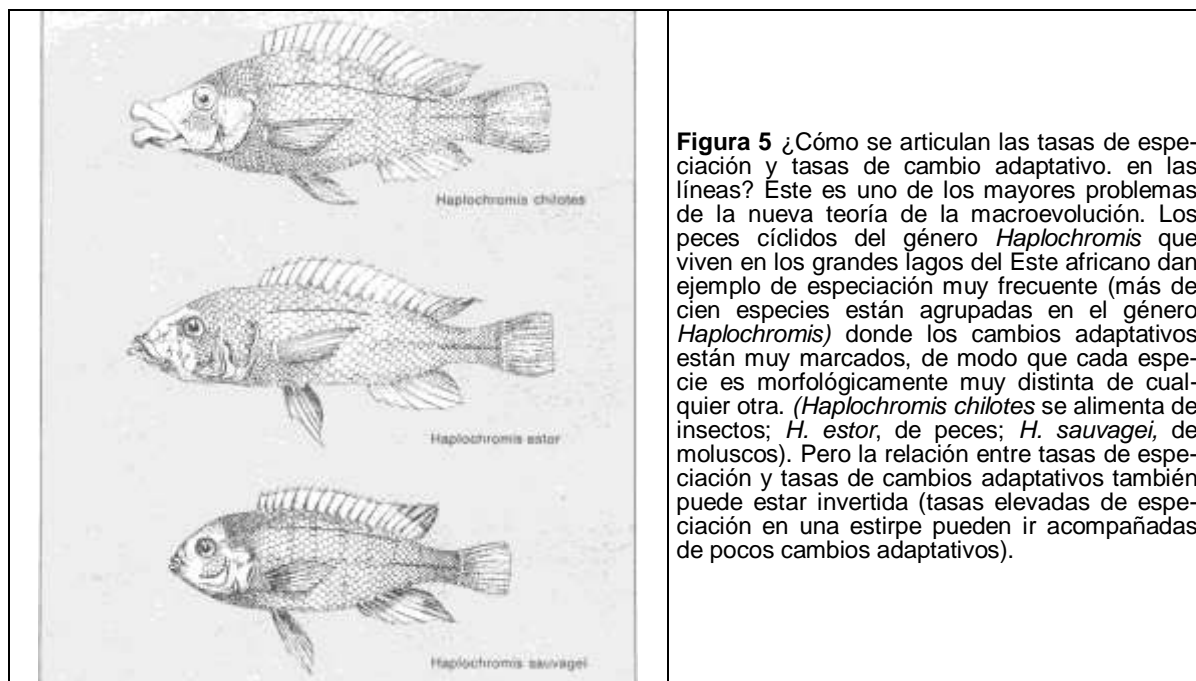 Haplochromis chilotes
Haplochromis estor
Haplochromis sauvagei
Figura 5 ¿Cómo se articulan las tasas de espe-
ciación y tasas de cambio adaptativo. en las
líneas? Este es uno de los mayores problemas
de la nueva teoría de la macroevolución. Los
peces cíclidos del género Haplochromis que
viven en los grandes lagos del Este africano dan
ejemplo de especiación muy frecuente (más de
cien especies están agrupadas en el género
Haplochromis) donde los cambios adaptativos
están muy marcados, de modo que cada espe-
cie es morfológicamente muy distinta de cual-
quier otra. (Haplochromis chilotes se alimenta de
insectos; H. estor, de peces; H. sauvagei, de
moluscos). Pero la relación entre tasas de espe-
ciación y tasas de cambios adaptativos también
puede estar invertida (tasas elevadas de espe-
ciación en una estirpe pueden ir acompañadas
de pocos cambios adaptativos).